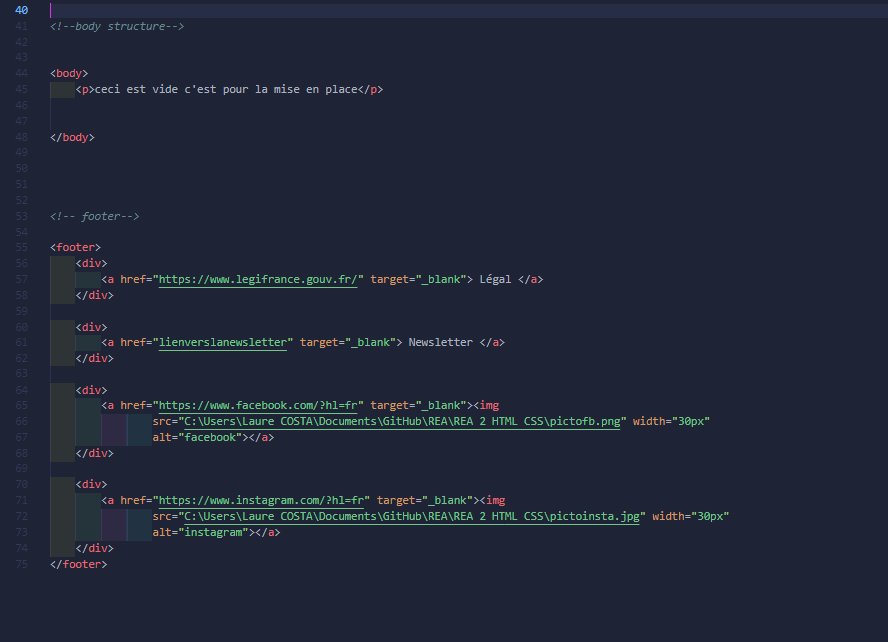 40
41 <!--body structure-->
42
43
44 <body>
45 <p>ceci est vide c'est pour la mise en place</p>
46
47
48 </body>
49
50
51
52
53 <!-- footer-->
54
55 <footer>
56 <div>
57 <a href="https://www.legifrance.gouv.fr/" target="_blank"> Légal </a>
58 </div>
59
60 <div>
61 <a href="lienverslanewsletter" target="_blank"> Newsletter </a>
62 </div>
63
64 <div>
65 <a href="https://www.facebook.com/?hl=fr" target="_blank"><img
66 src="C:\Users\Laure COSTA\Documents\GitHub\REA\REA 2 HTML CSS\pictofb.png" width="30px"
67 alt="facebook"></a>
68 </div>
69
70 <div>
71 <a href="https://www.instagram.com/?hl=fr" target="_blank"><img
72 src="C:\Users\Laure COSTA\Documents\GitHub\REA\REA 2 HTML CSS\pictoinsta.jpg" width="30px"
73 alt="instagram"></a>
74 </div>
75 </footer>